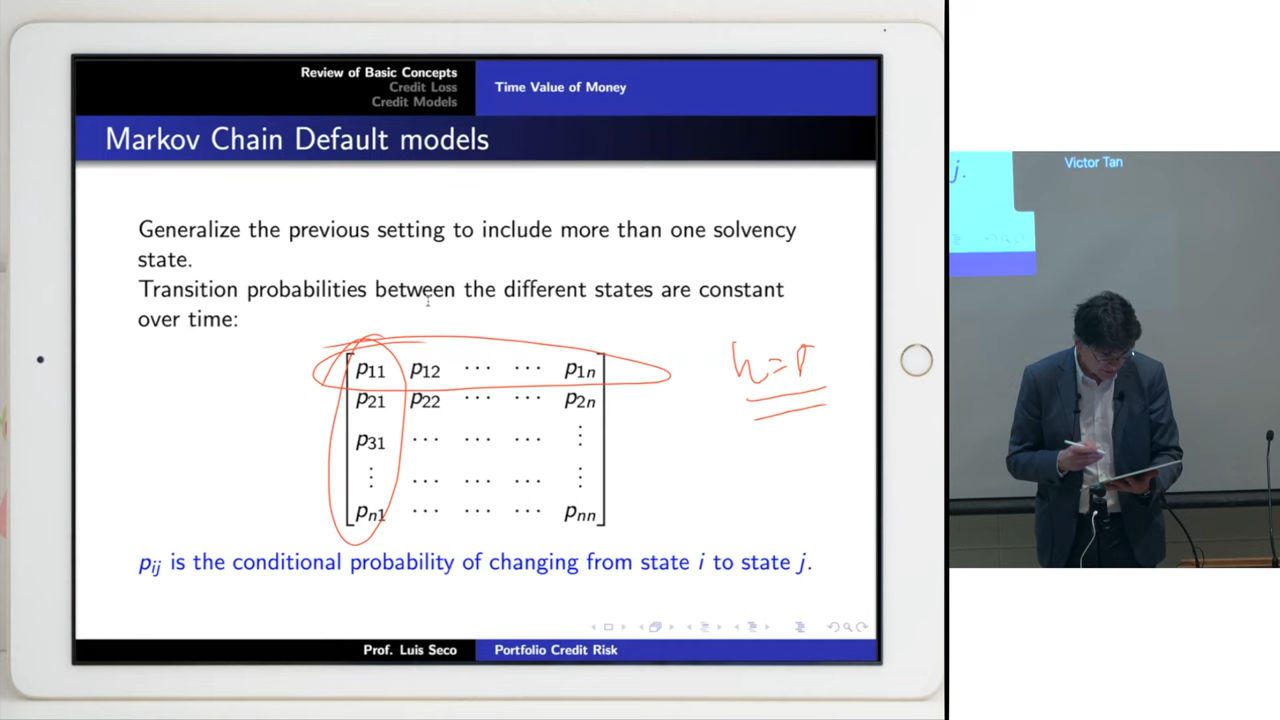 Review of Basic Concepts
Credit Loss
Credit Models
Time Value of Money
Markov Chain Default models
Generalize the previous setting to include more than one solvency
state.
Transition probabilities between the different states are constant
over time:
p11 p12 ⋯ ⋯ p1n
p21 p22 ⋯ ⋯ p2n
p31 ⋯ ⋯ ⋯ ⋮
⋮ ⋯ ⋯ ⋯ ⋮
pn1 ⋯ ⋯ ⋯ pnn
pij is the conditional probability of changing from state i to state j.
Prof. Luis Seco
Portfolio Credit Risk
j.
Victor Tan